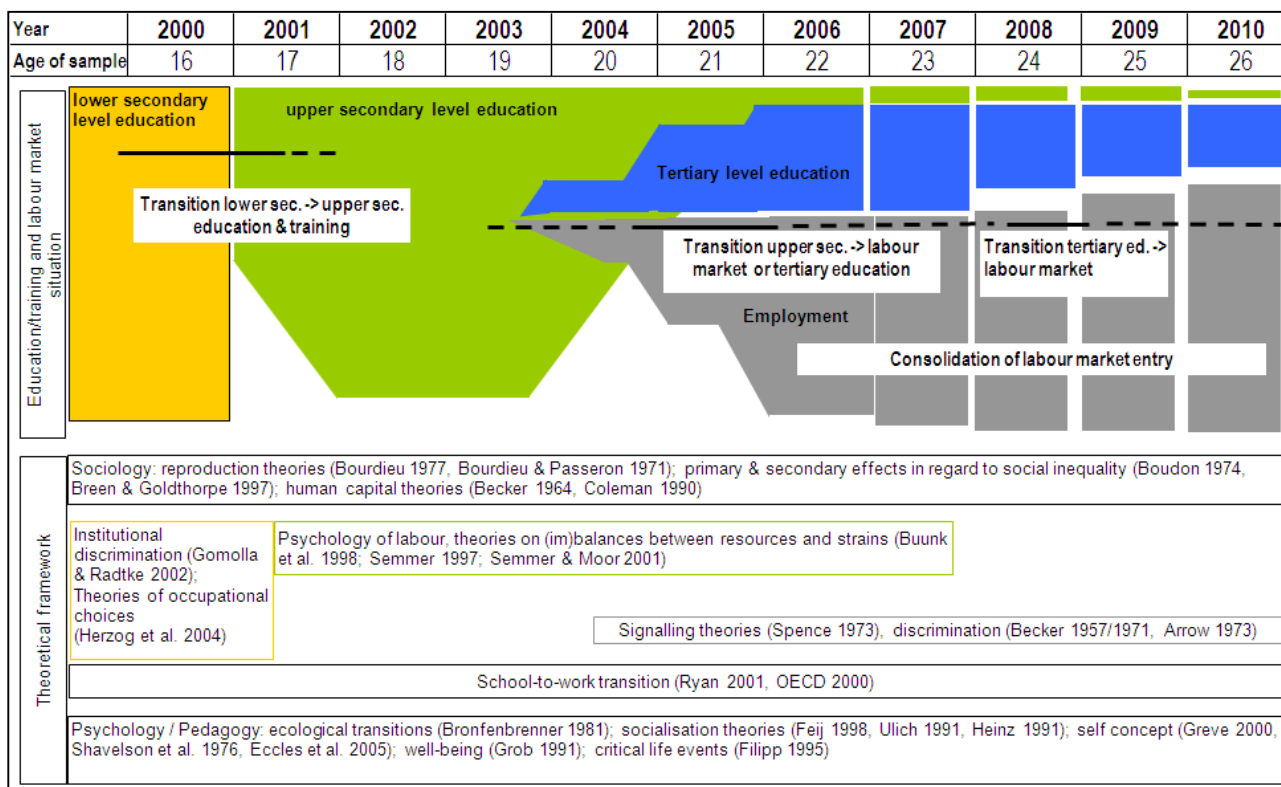 Year 2000 2001 2002 2003 2004 2005 2006 2007 2008 2009 2010
Age of sample 16 17 18 19 20 21 22 23 24 25 26
Education/training and labour market
situation
lower secondary
level education
upper secondary level education
Tertiary level education
Transition lower sec. -> upper sec.
education & training
Transition upper sec. -> labour
market or tertiary education
Transition tertiary ed. ->
labour market
Employment
Consolidation of labour market entry
Theoretical framework
Sociology: reproduction theories (Bourdieu 1977, Bourdieu & Passeron 1971); primary & secondary effects in regard to social inequality (Boudon 1974,
Breen & Goldthorpe 1997); human capital theories (Becker 1964, Coleman 1990)
Institutional
discrimination (Gomolla
& Radtke 2002);
Theories of occupational
choices
(Herzog et al. 2004)
Psychology of labour, theories on (im)balances between resources and strains (Buunk
et al. 1998; Semmer 1997; Semmer & Moor 2001)
Signalling theories (Spence 1973), discrimination (Becker 1957/1971, Arrow 1973)
School-to-work transition (Ryan 2001, OECD 2000)
Psychology / Pedagogy: ecological transitions (Bronfenbrenner 1981); socialisation theories (Feij 1998, Ulich 1991, Heinz 1991); self concept (Greve 2000,
Shavelson et al. 1976, Eccles et al. 2005); well-being (Grob 1991); critical life events (Filipp 1995)